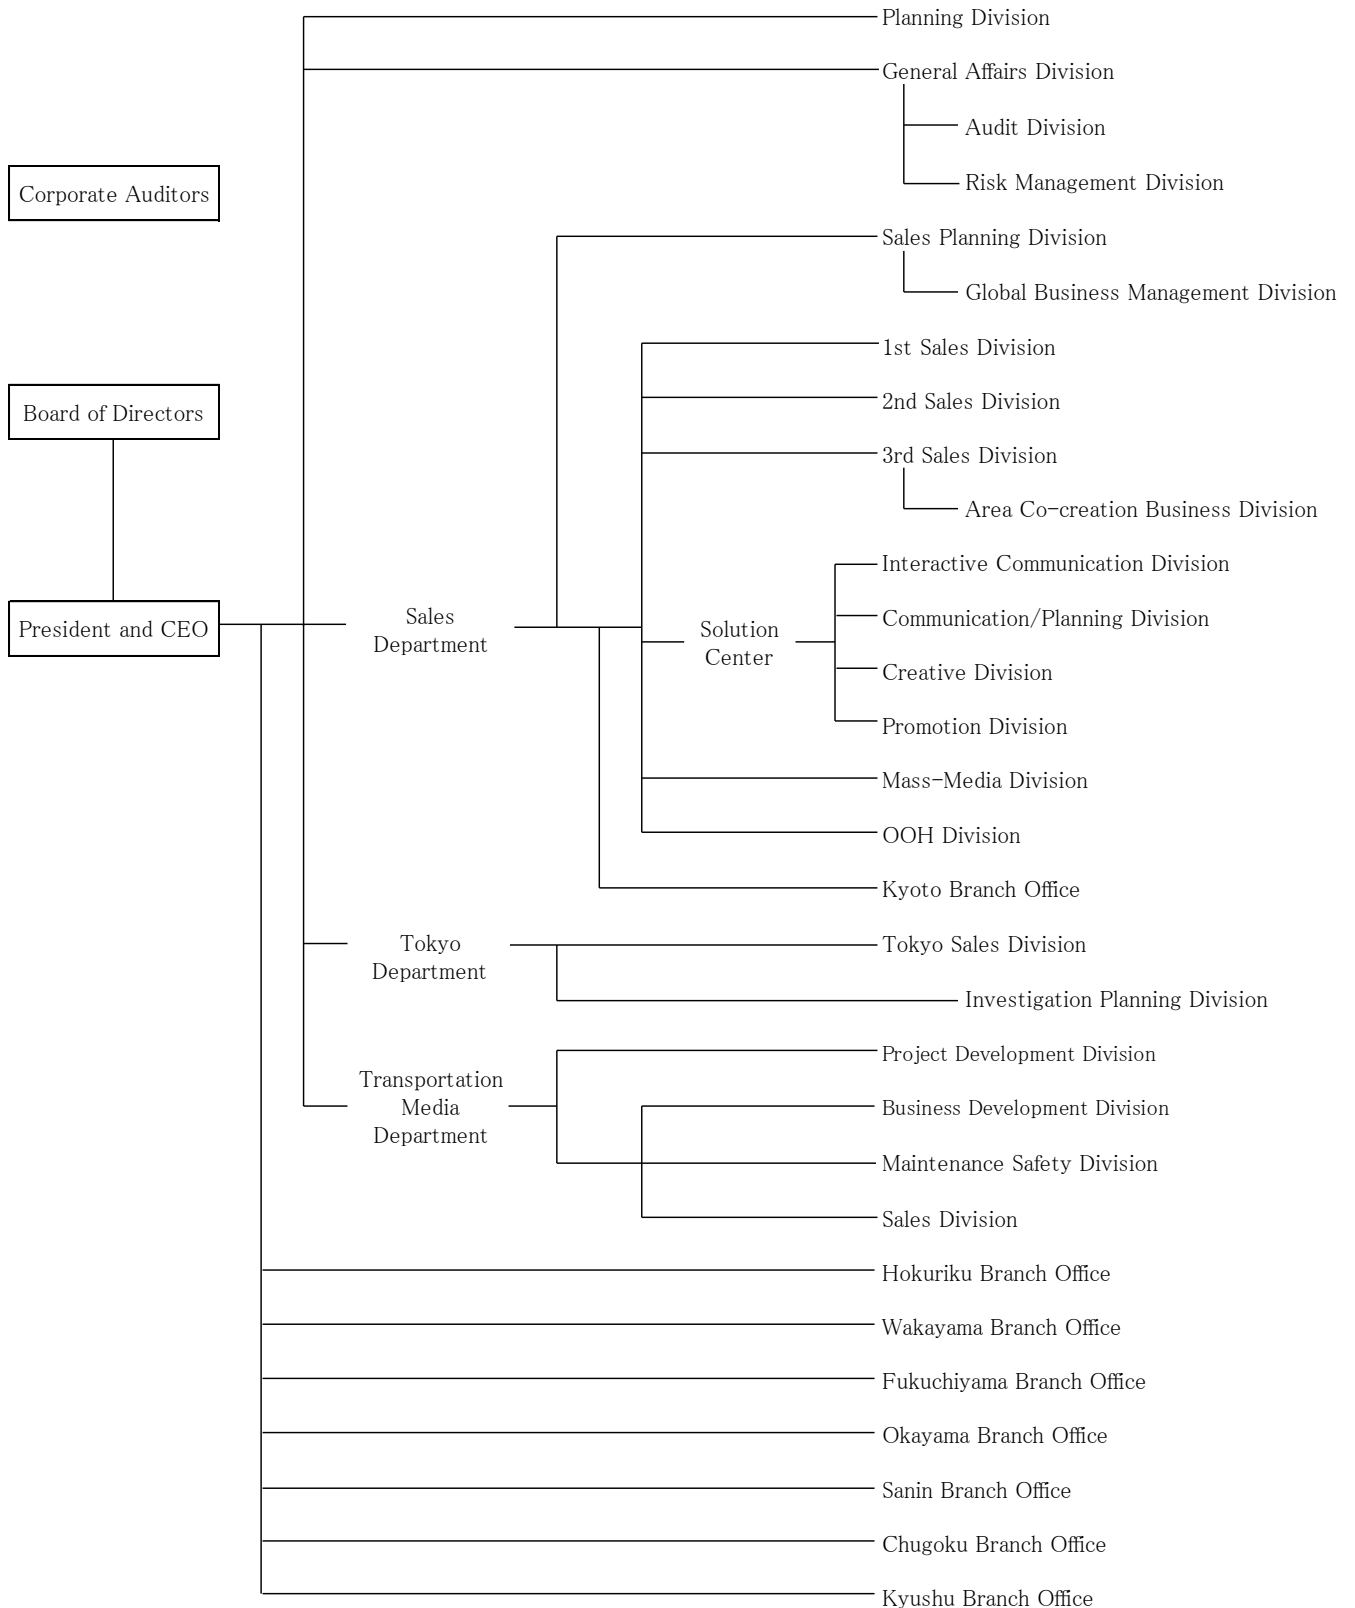 Planning Division
General Affairs Division
Audit Division
Risk Management Division
Corporate Auditors
Sales Planning Division
Global Business Management Division
1st Sales Division
Board of Directors
2nd Sales Division
3rd Sales Division
Area Co-creation Business Division
Interactive Communication Division
President and CEO
Sales
Department
Communication/Planning Division
Solution
Center
Creative Division
Promotion Division
Mass-Media Division
OOH Division
Kyoto Branch Office
Tokyo
Department
Tokyo Sales Division
Investigation Planning Division
Project Development Division
Transportation
Media
Department
Business Development Division
Maintenance Safety Division
Sales Division
Hokuriku Branch Office
Wakayama Branch Office
Fukuchiyama Branch Office
Okayama Branch Office
Sanin Branch Office
Chugoku Branch Office
Kyushu Branch Office